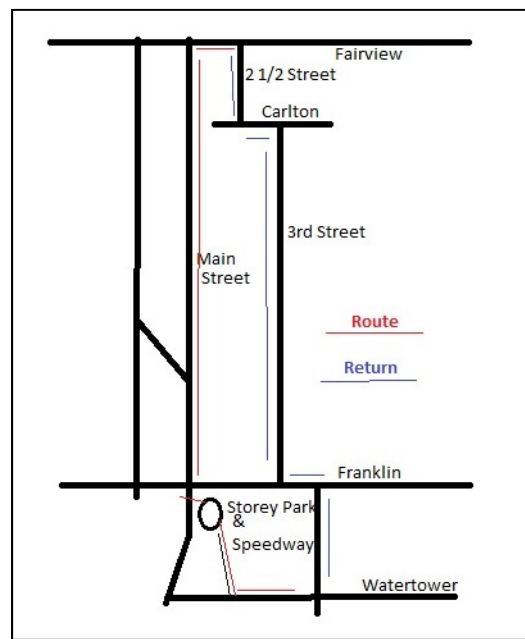 Fairview
2 1/2 Street
Carlton
3rd Street
Main
Street
Route
Return
Franklin
Storey Park
&
Speedway
Watertower